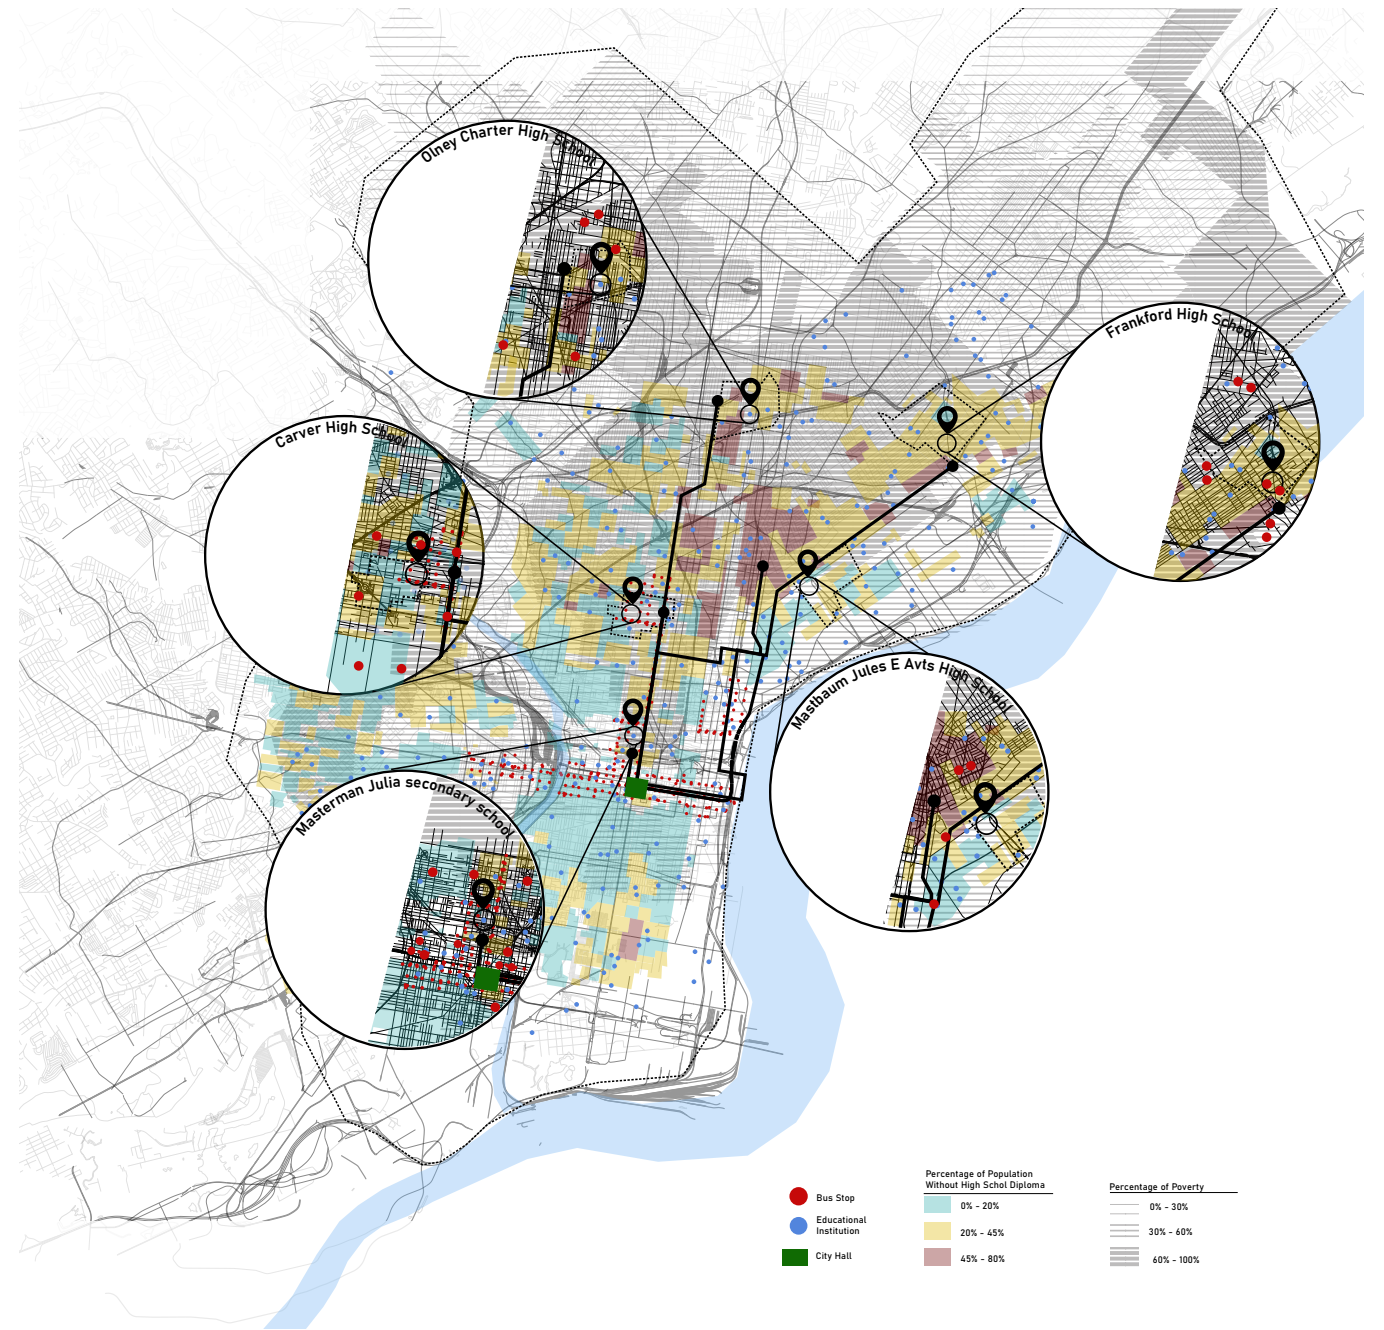 Olney Charter High School
Frankford High School
Carver High School
Mastbaum Jules E Avts High School
Masterman Julia secondary school
Bus Stop
Educational
Institution
City Hall
Percentage of Population
Without High Schol Diploma
0% - 20%
20% - 45%
45% - 80%
Percentage of Poverty
0% - 30%
30% - 60%
60% - 100%